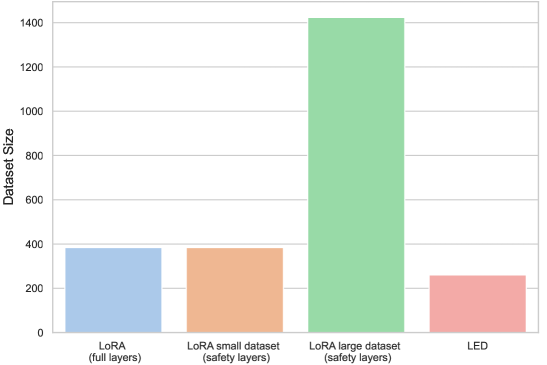 Dataset Size
1400
1200
1000
800
600
400
200
0
LoRA
(full layers)
LoRA small dataset
(safety layers)
LoRA large dataset
(safety layers)
LED